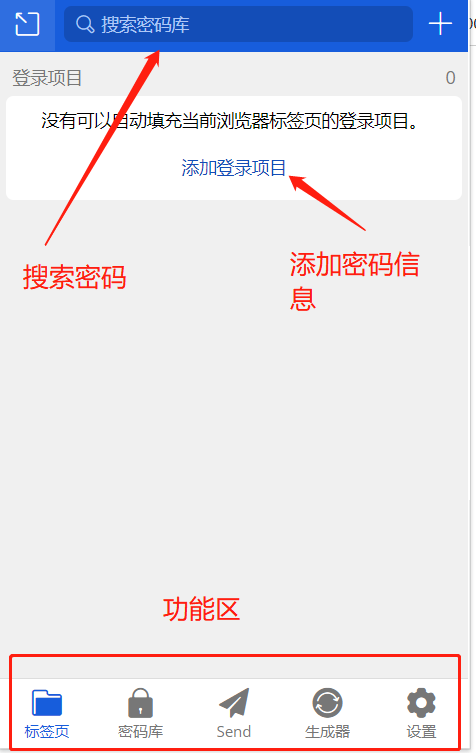 搜索密码库
登录项目 0
没有可以自动填充当前浏览器标签页的登录项目。
添加登录项目
搜索密码
添加密码信
息
功能区
标签页 密码库 Send 生成器 设置